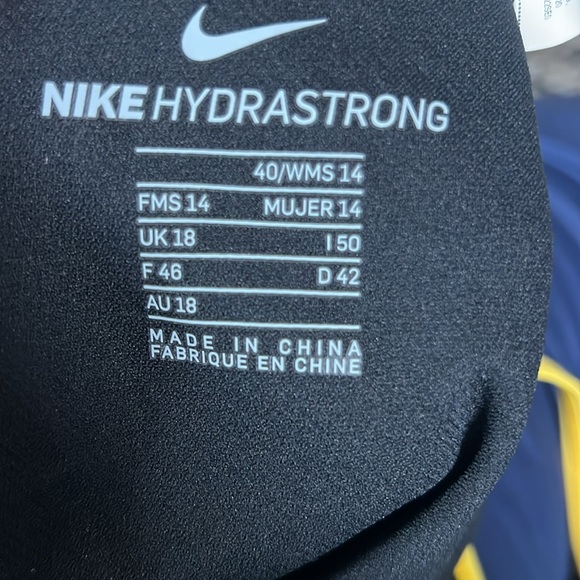 NIKE HYDRASTRONG
40/WMS 14
FMS 14 MUJER 14
UK 18 I 50
F 46 D 42
AU 18
MADE IN CHINA
FABRIQUE EN CHINE